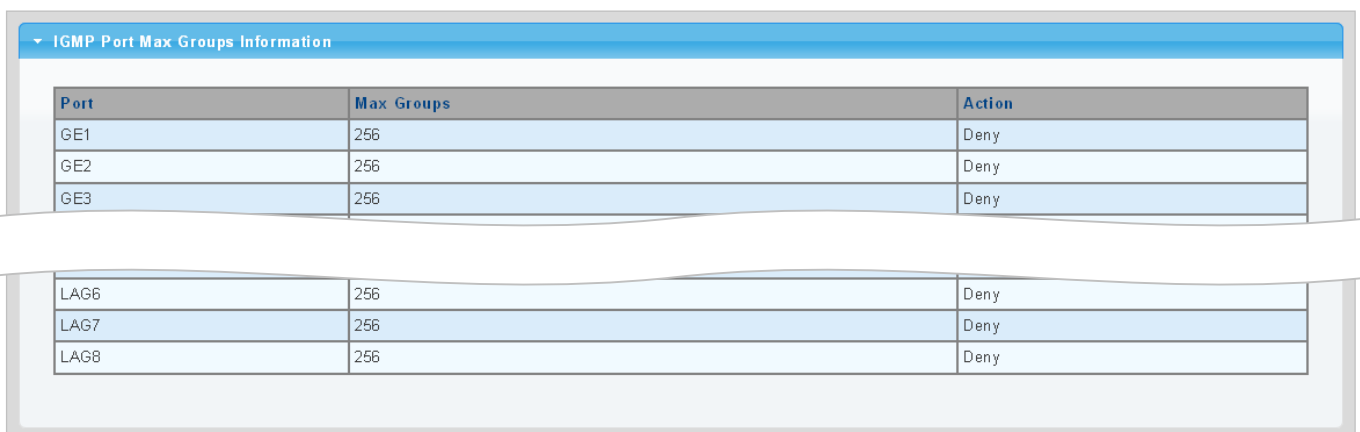 IGMP Port Max Groups Information
Port Max Groups Action
GE1 256 Deny
GE2 256 Deny
GE3 256 Deny
LAG6 256 Deny
LAG7 256 Deny
LAG8 256 Deny